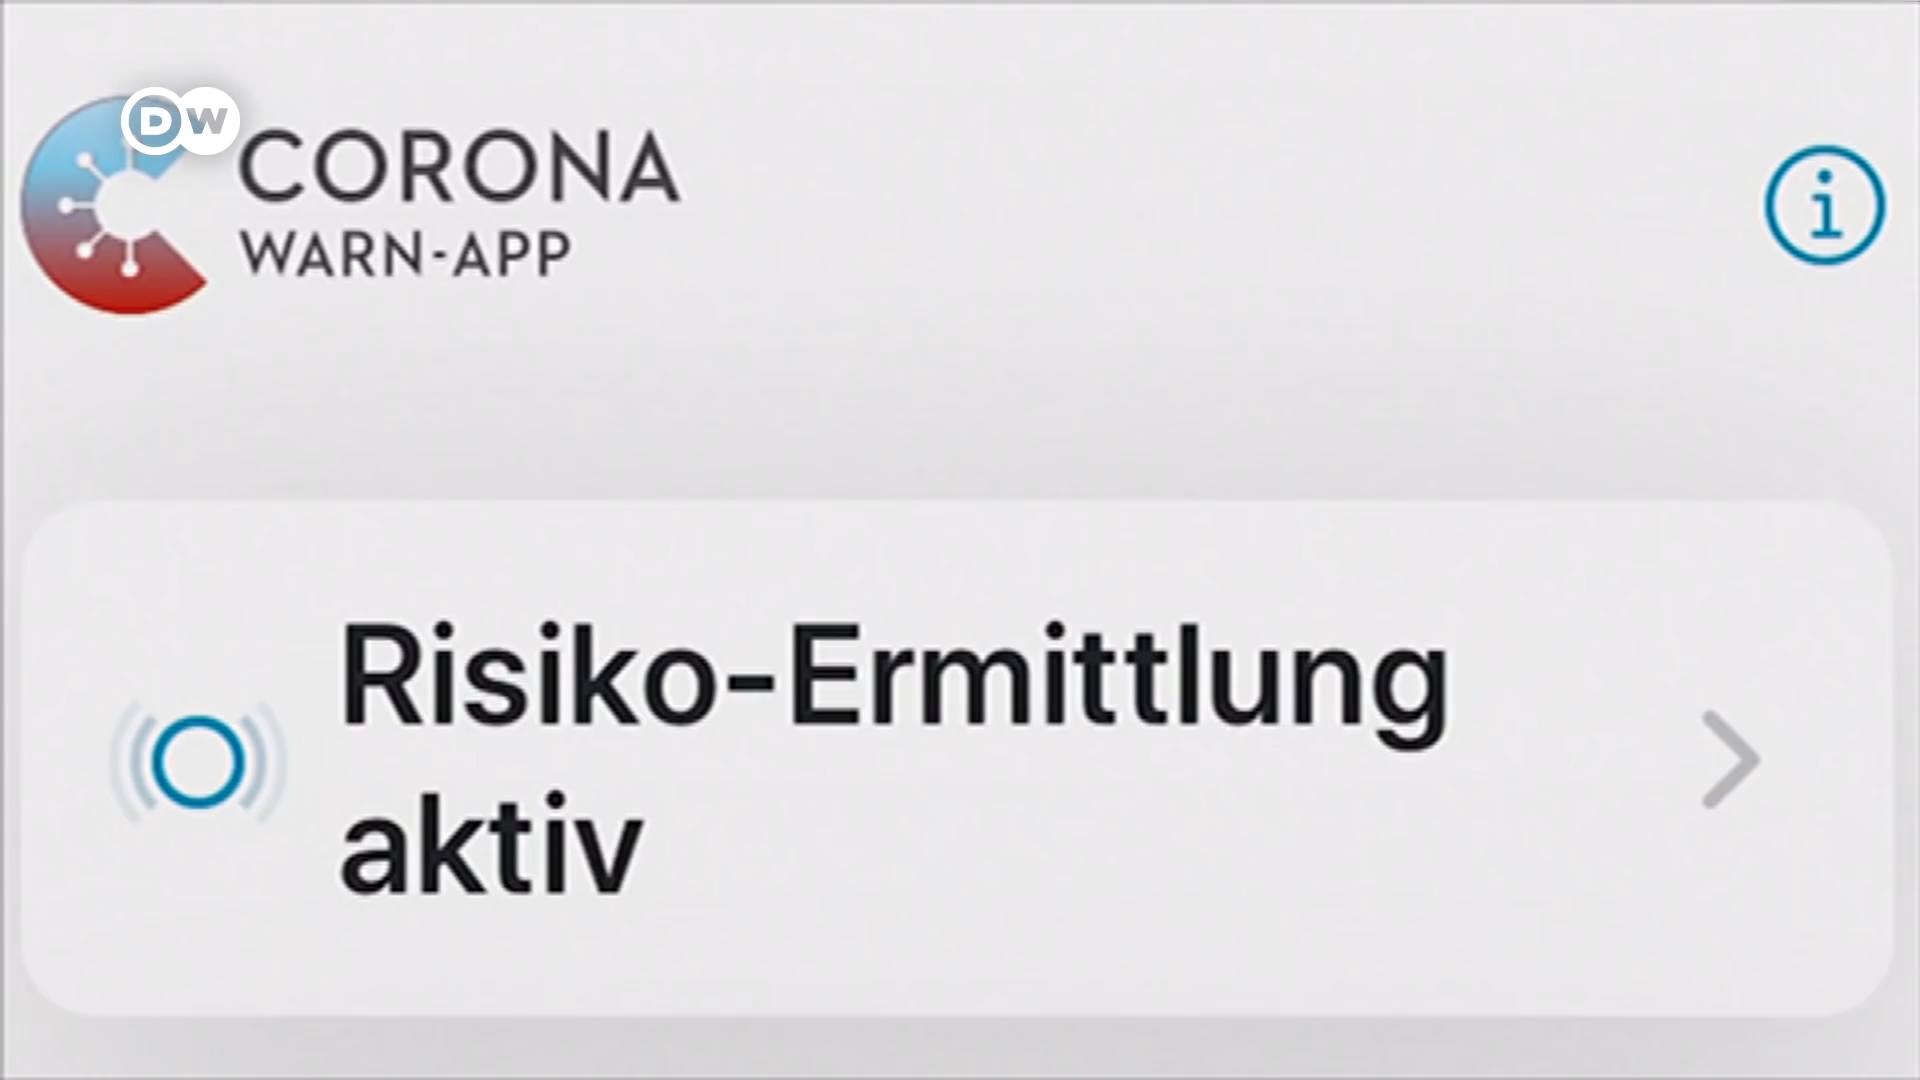 DW
CORONA
WARN-APP
i
Risiko-Ermittlung
aktiv